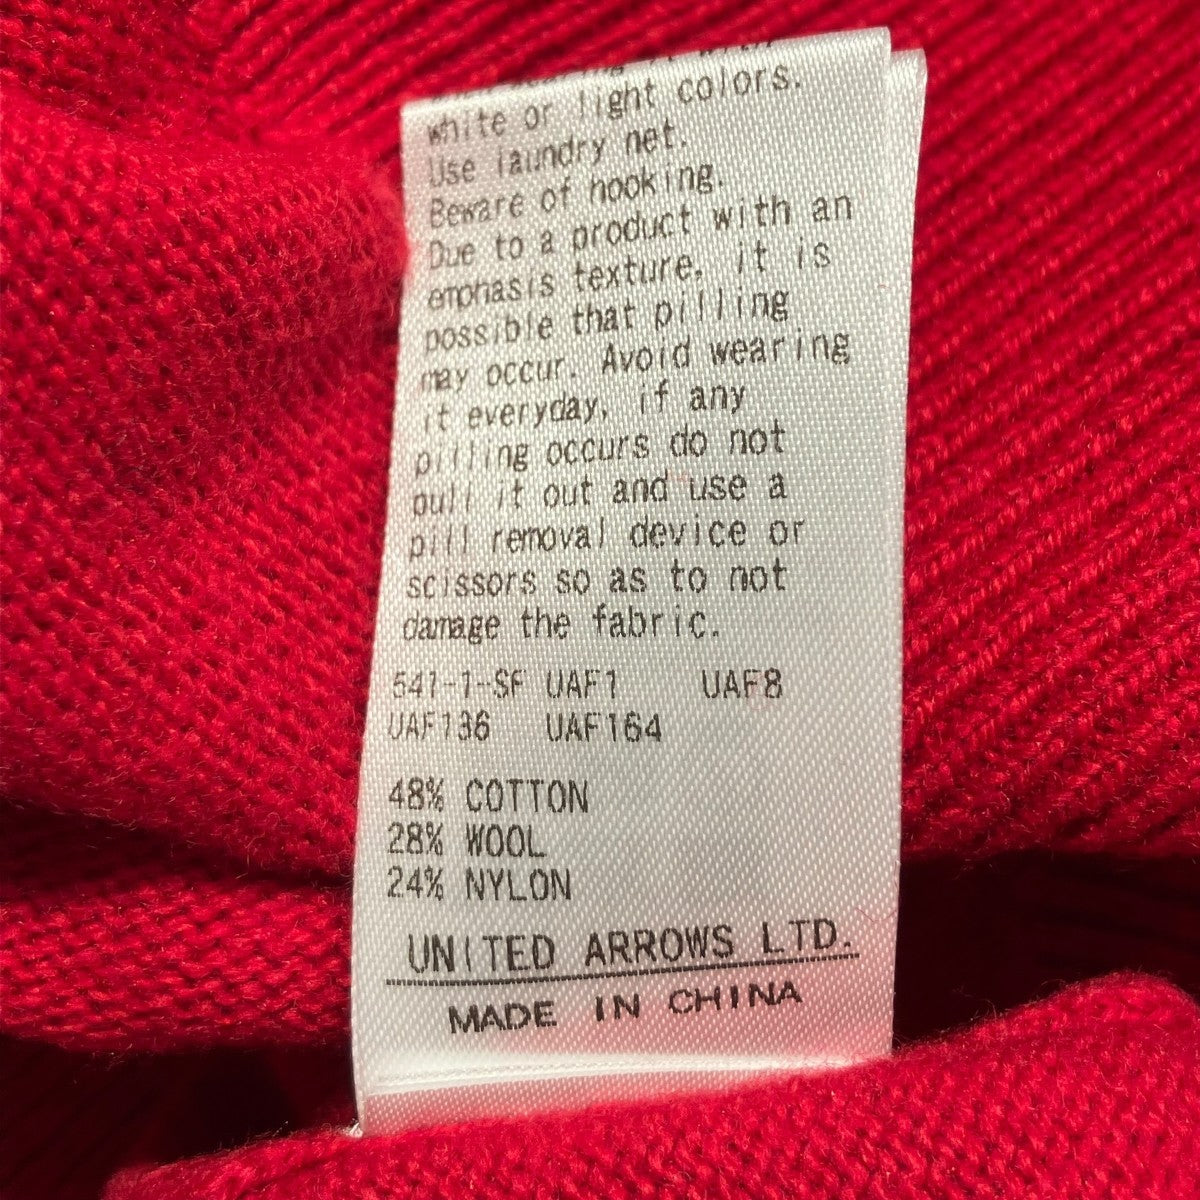 white or light colors.
Use laundry net.
Beware of hooking.
Due to a product with an
emphasis texture, it is
possible that pilling
may occur. Avoid wearing
it everyday, if any
pilling occurs do not
pull it out and use a
pill removal device or
scissors so as to not
damage the fabric.
541-1-SF UAF1 UAF8
UAF136 UAF164
48% COTTON
28% WOOL
24% NYLON
UNITED ARROWS LTD.
MADE IN CHINA